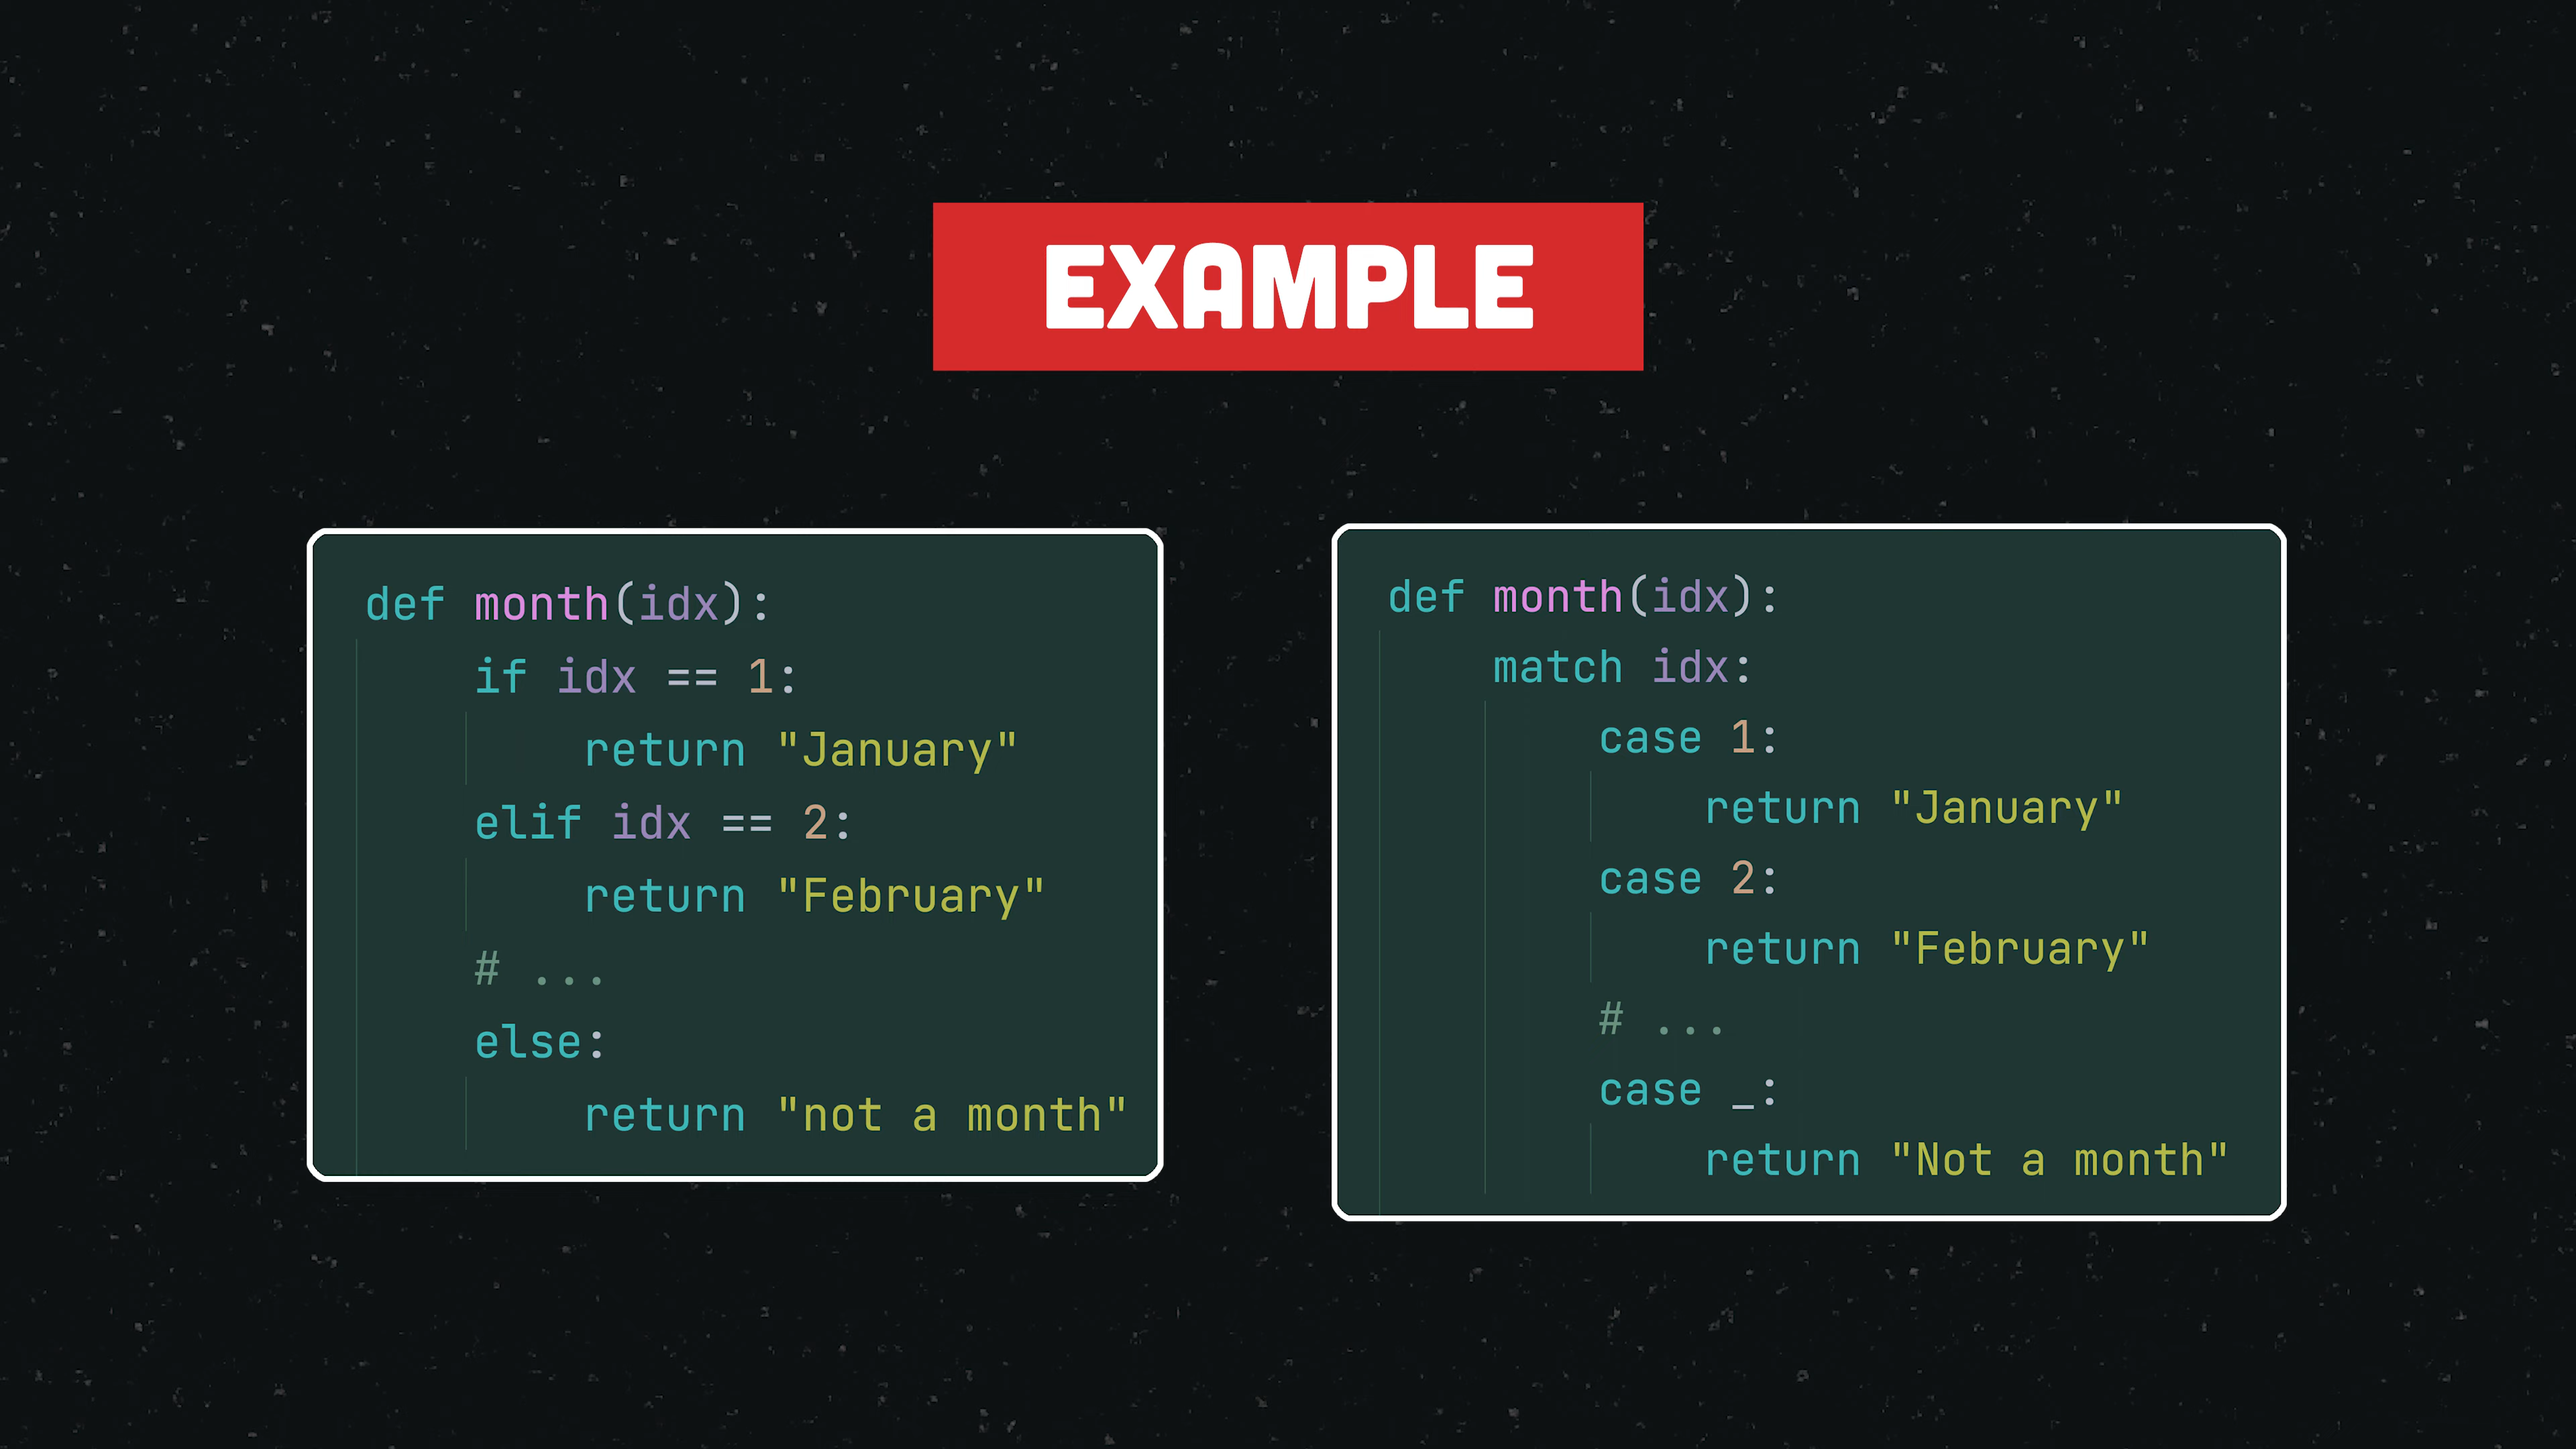 EXAMPLE
def month(idx):
    if idx == 1:
        return "January"
    elif idx == 2:
        return "February"
    # ...
    else:
        return "not a month"
def month(idx):
    match idx:
        case 1:
            return "January"
        case 2:
            return "February"
        # ...
        case _:
            return "Not a month"